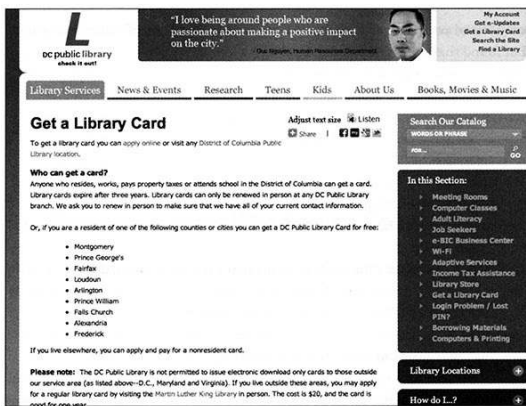 L
DC public library
check it out!
"I love being around people who are
passionate about making a positive impact
on the city."
- Duc Nguyen, Human Resources Department
My Account
Get e-Updates
Get a Library Card
Search the Site
Find a Library
Library Services
News & Events
Research
Teens
Kids
About Us
Books, Movies & Music
Get a Library Card
Adjust text size
Listen
Share
To get a library card you can apply online or visit any District of Columbia Public
Library location.
Who can get a card?
Anyone who resides, works, pays property taxes or attends school in the District of Columbia can get a card.
Library cards expire after three years. Library cards can only be renewed in person at any DC Public Library
branch. We ask you to renew in person to make sure that we have all of your current contact information.
Or, if you are a resident of one of the following counties or cities you can get a DC Public Library Card for free:
Montgomery
Prince George's
Fairfax
Loudoun
Arlington
Prince William
Falls Church
Alexandria
Frederick
If you live elsewhere, you can apply and pay for a nonresident card.
Please note: The DC Public Library is not permitted to issue electronic download only cards to those outside
our service area (as listed above--D.C., Maryland and Virginia). If you live outside these areas, you may apply
for a regular library card by visiting the Martin Luther King Library in person. The cost is $20, and the card is
good for one year.
Search Our Catalog
WORDS OR PHRASE
FOR...
GO
In this Section:
Meeting Rooms
Computer Classes
Adult Literacy
Job Seekers
e-BIC Business Center
Wi-Fi
Adaptive Services
Income Tax Assistance
Library Store
Get a Library Card
Login Problem / Lost
PIN?
Borrowing Materials
Computers & Printing
Library Locations
How do I...?